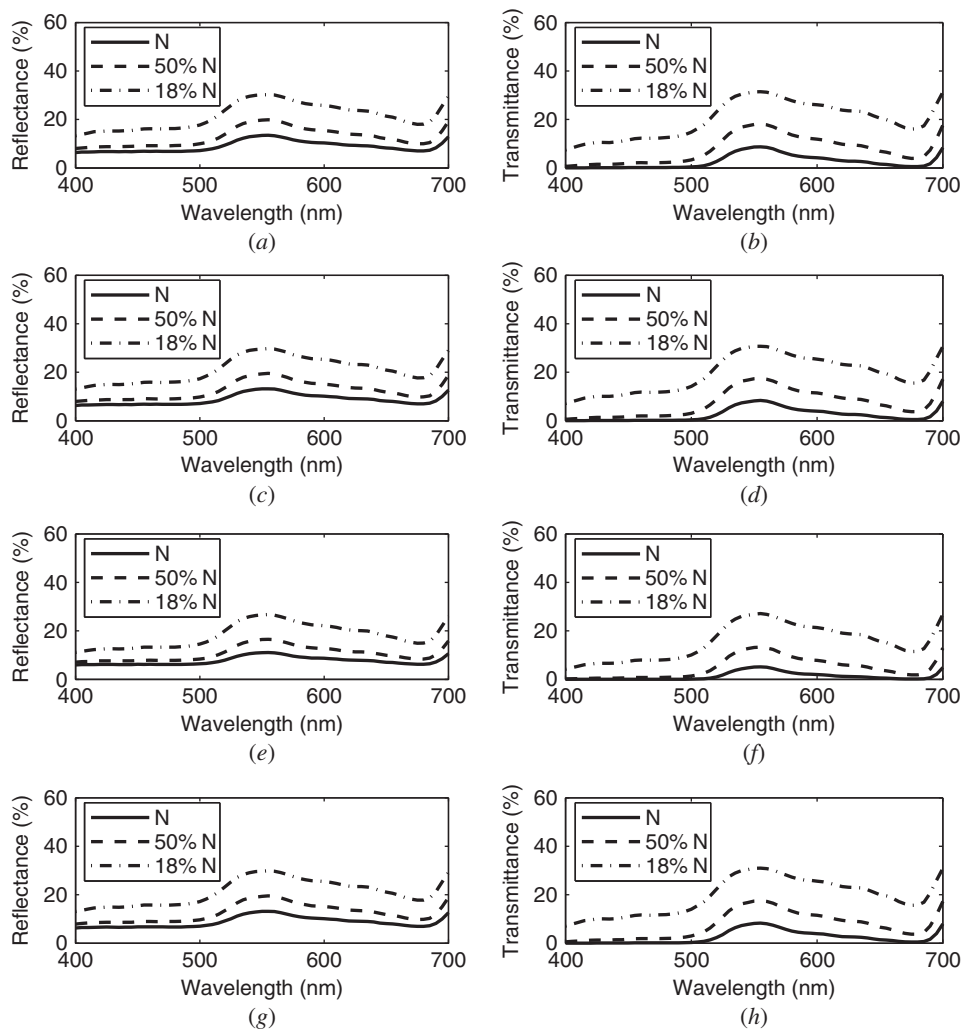 Reflectance (%)
60
40
20
0
N
50% N
18% N
400 500 600 700
Wavelength (nm)
(a)
Transmittance (%)
60
40
20
0
N
50% N
18% N
400 500 600 700
Wavelength (nm)
(b)
Reflectance (%)
60
40
20
0
N
50% N
18% N
400 500 600 700
Wavelength (nm)
(c)
Transmittance (%)
60
40
20
0
N
50% N
18% N
400 500 600 700
Wavelength (nm)
(d)
Reflectance (%)
60
40
20
0
N
50% N
18% N
400 500 600 700
Wavelength (nm)
(e)
Transmittance (%)
60
40
20
0
N
50% N
18% N
400 500 600 700
Wavelength (nm)
(f)
Reflectance (%)
60
40
20
0
N
50% N
18% N
400 500 600 700
Wavelength (nm)
(g)
Transmittance (%)
60
40
20
0
N
50% N
18% N
400 500 600 700
Wavelength (nm)
(h)